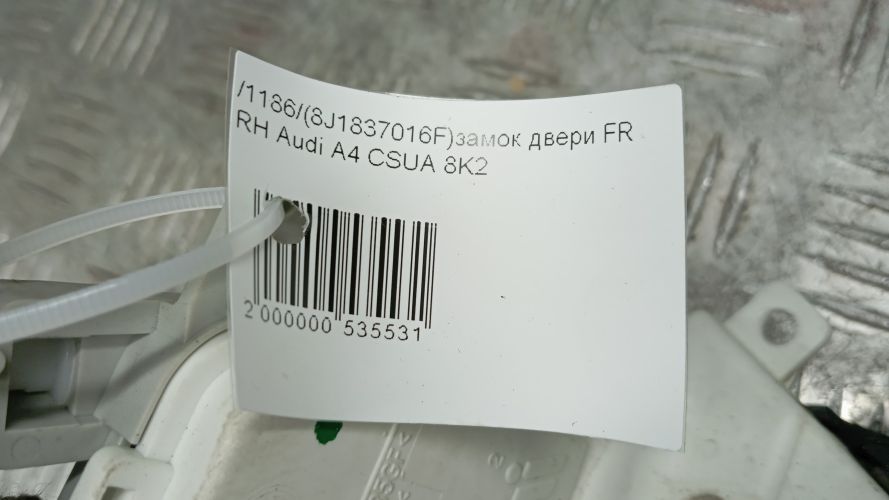 /1186/(8J1837016F)замок двери FR
RH Audi A4 CSUA 8K2
2 000000 535531